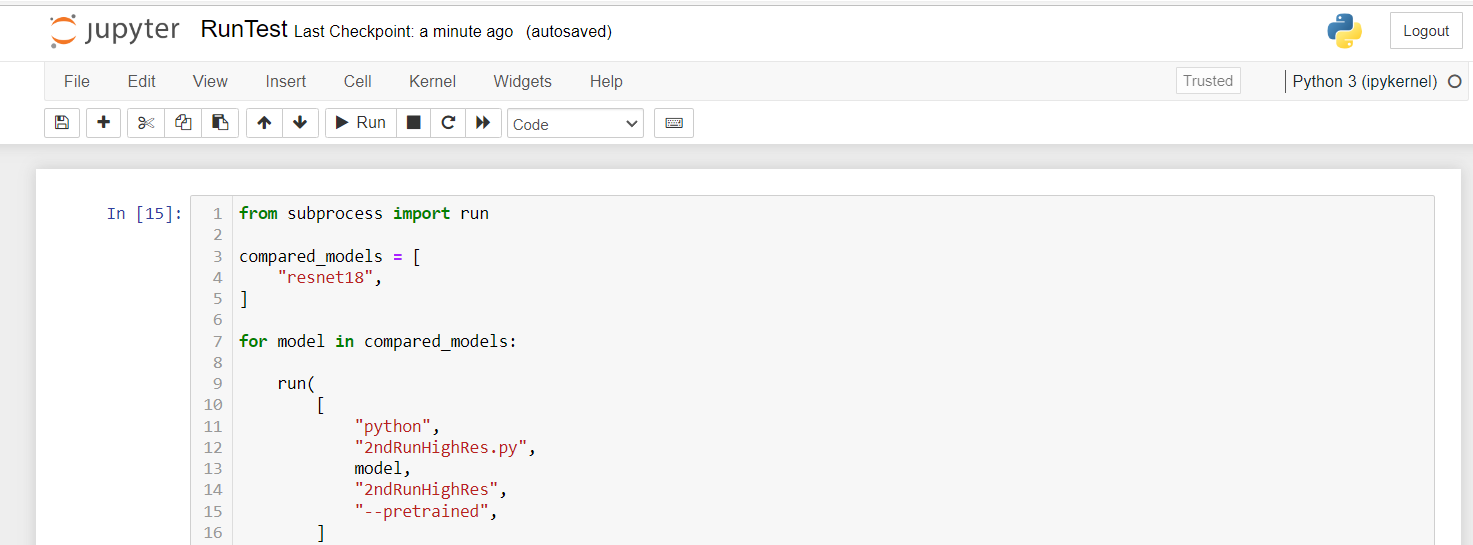 jupyter RunTest Last Checkpoint: a minute ago (autosaved) Logout
File Edit View Insert Cell Kernel Widgets Help Trusted Python 3 (ipykernel)
Run Code
In [15]: 1 from subprocess import run
2
3 compared_models = [
4     "resnet18",
5 ]
6
7 for model in compared_models:
8
9     run(
10         [
11             "python",
12             "2ndRunHighRes.py",
13             model,
14             "2ndRunHighRes",
15             "--pretrained",
16         ]